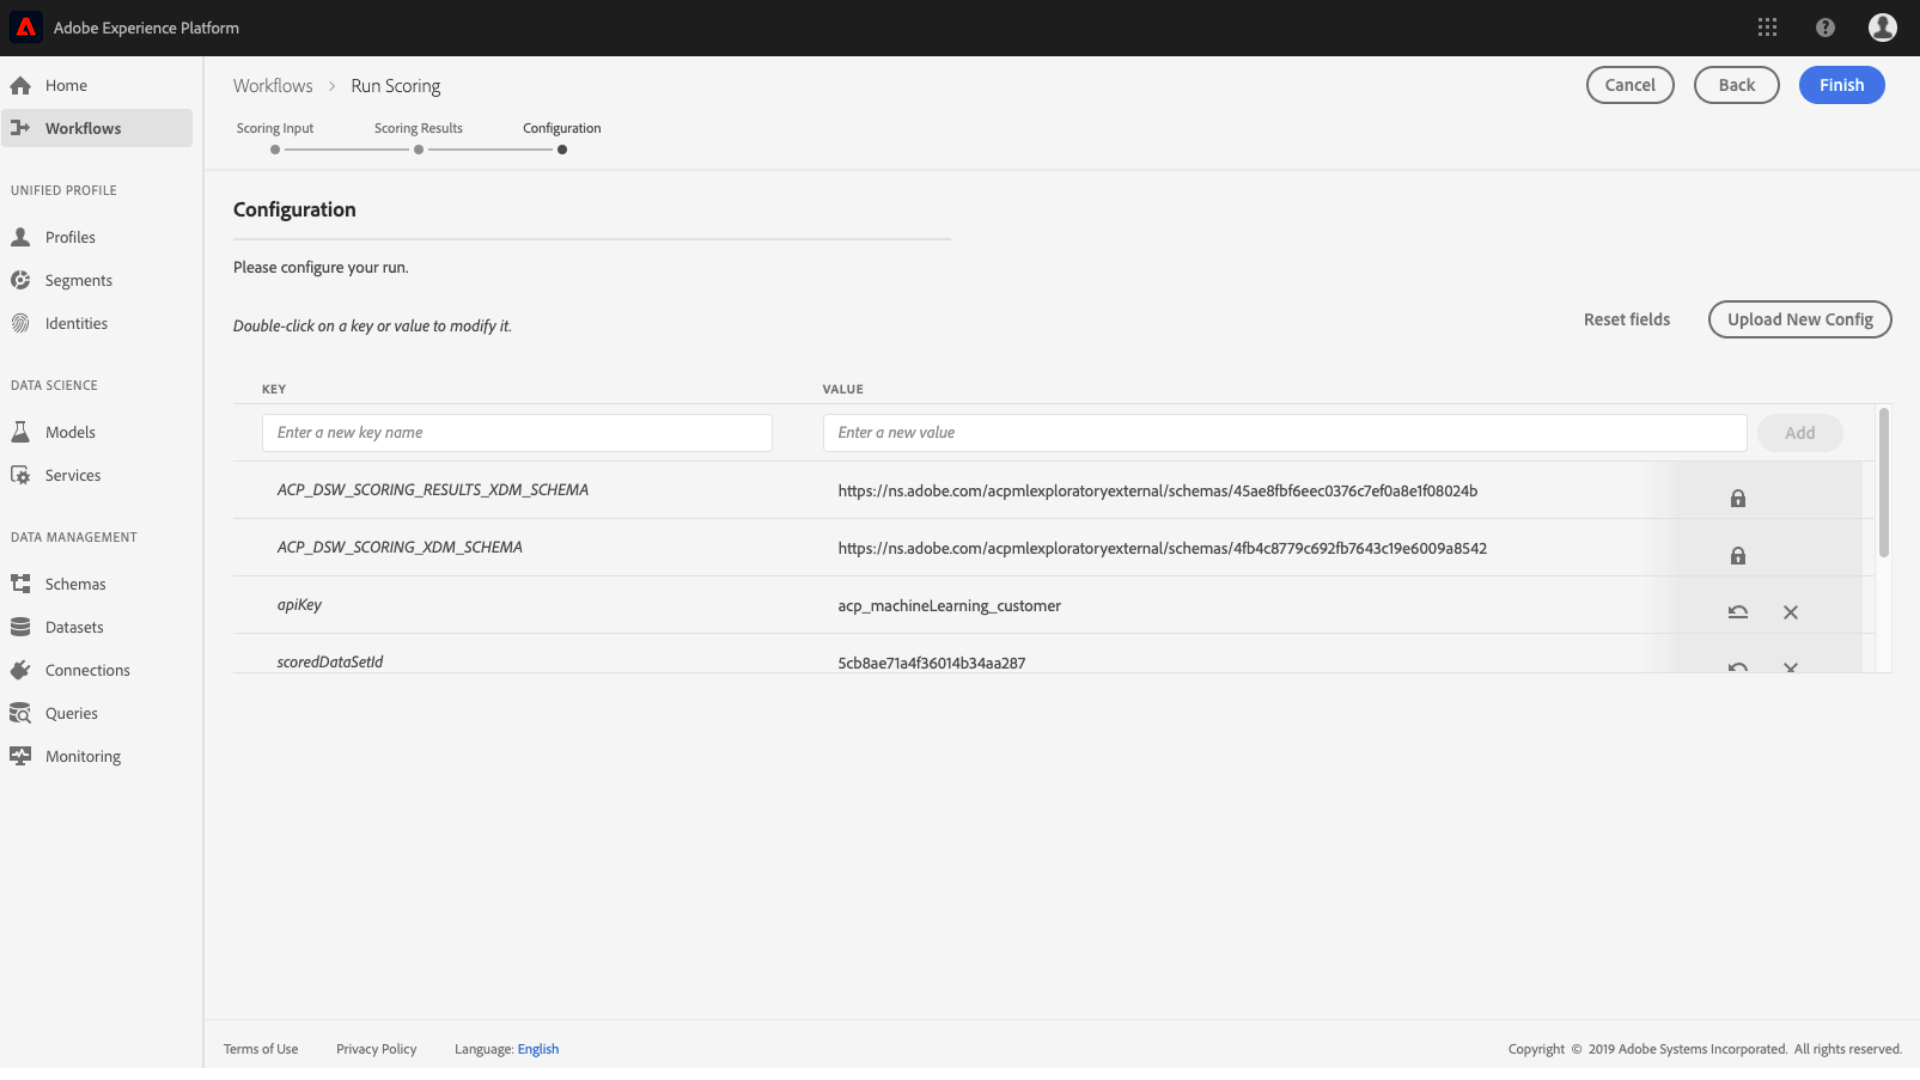 Adobe Experience Platform
Home
Workflows
UNIFIED PROFILE
Profiles
Segments
Identities
DATA SCIENCE
Models
Services
DATA MANAGEMENT
Schemas
Datasets
Connections
Queries
Monitoring
Workflows > Run Scoring
Cancel Back Finish
Scoring Input Scoring Results Configuration
Configuration
Please configure your run.
Double-click on a key or value to modify it.
Reset fields Upload New Config
KEY VALUE
Enter a new key name Enter a new value Add
ACP_DSW_SCORING_RESULTS_XDM_SCHEMA https://ns.adobe.com/acpmlexploratoryexternal/schemas/45ae8fbf6eec0376c7ef0a8e1f08024b
ACP_DSW_SCORING_XDM_SCHEMA https://ns.adobe.com/acpmlexploratoryexternal/schemas/4fb4c8779c692fb7643c19e6009a8542
apiKey acp_machineLearning_customer
scoredDataSetId 5cb8ae71a4f36014b34aa287
Terms of Use Privacy Policy Language: English
Copyright © 2019 Adobe Systems Incorporated. All rights reserved.